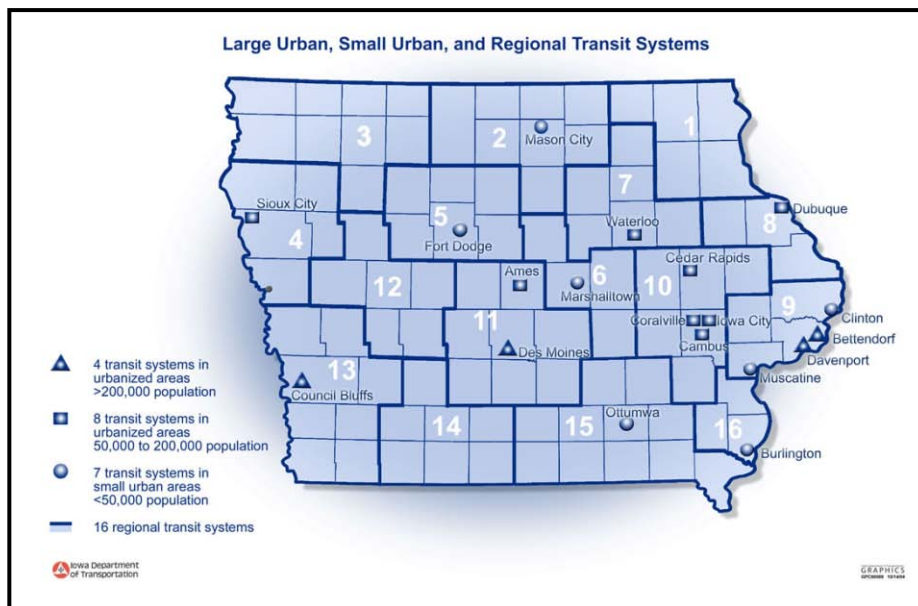 Large Urban, Small Urban, and Regional Transit Systems
1
2
3
Mason City
7
Sioux City
Dubuque
8
5
Waterloo
4
Fort Dodge
Cedar Rapids
Ames
6
10
12
Marshalltown
9
11
Coralville
Iowa City
Clinton
Cambus
Bettendorf
Des Moines
Davenport
13
Muscatine
Council Bluffs
14
15
Ottumwa
16
Burlington
4 transit systems in
urbanized areas
>200,000 population
8 transit systems in
urbanized areas
50,000 to 200,000 population
7 transit systems in
small urban areas
<50,000 population
16 regional transit systems
Iowa Department
of Transportation
GRAPHICS